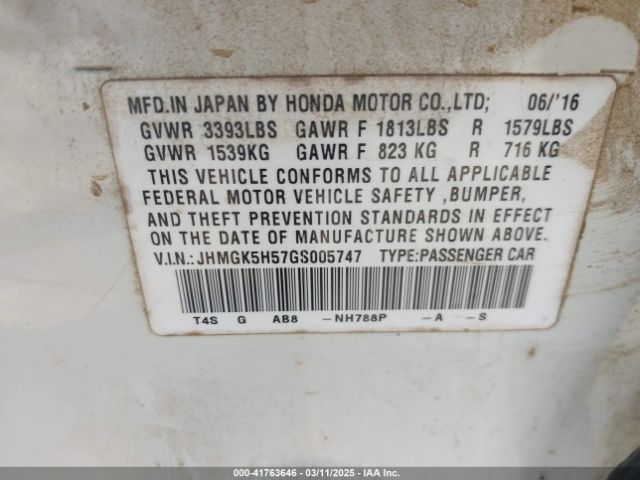 MFD.IN JAPAN BY HONDA MOTOR CO.,LTD; 06/'16
GVWR 3393LBS GAWR F 1813LBS R 1579LBS
GVWR 1539KG GAWR F 823 KG R 716 KG
THIS VEHICLE CONFORMS TO ALL APPLICABLE
FEDERAL MOTOR VEHICLE SAFETY ,BUMPER,
AND THEFT PREVENTION STANDARDS IN EFFECT
ON THE DATE OF MANUFACTURE SHOWN ABOVE.
V.I.N.: JHMGK5H57GS005747 TYPE:PASSENGER CAR
T4S G AB8 -NH788P -A -S
000-41763646 - 03/11/2025 - IAA Inc.